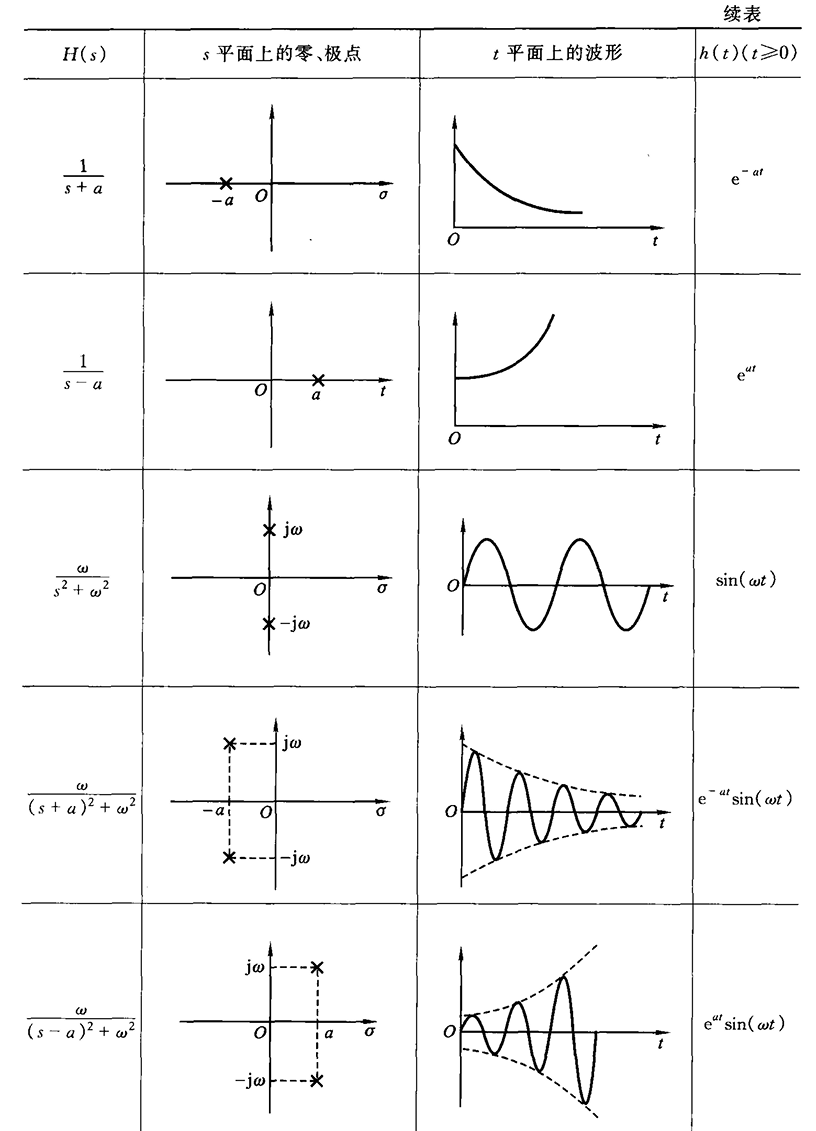 续表
H(s) s 平面上的零、极点 t 平面上的波形 h(t)(t≥0)
1/(s+a) -a O σ O t e^{-at}
1/(s-a) O a t O t e^{at}
ω/(s²+ω²) jω O σ -jω O t sin(ωt)
ω/((s+a)²+ω²) jω -a O σ -jω O t e^{-at}sin(ωt)
ω/((s-a)²+ω²) jω O a σ -jω O t e^{at}sin(ωt)